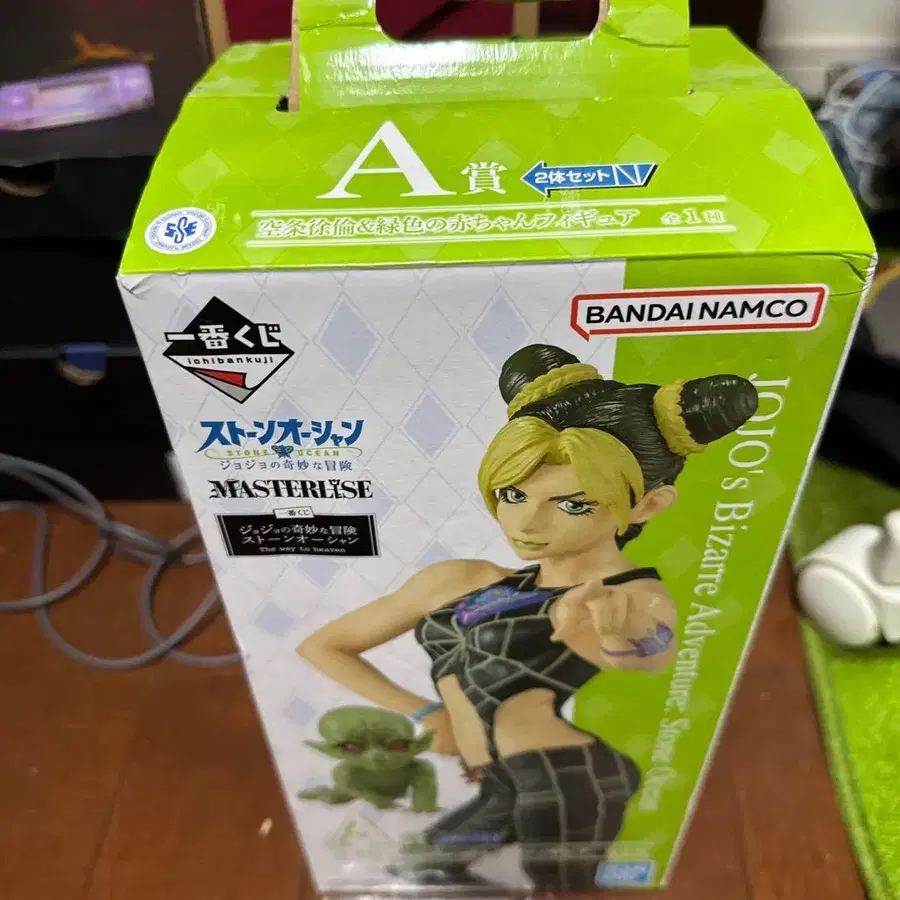 A賞 2体セット
空条徐倫&緑色の赤ちゃんフィギュア 全1種
BANDAI NAMCO
一番くじ
ichibankuji
ストーンオーシャン
STONE OCEAN
ジョジョの奇妙な冒険
MASTERLISE
一番くじ
ジョジョの奇妙な冒険
ストーンオーシャン
The way to heaven
JOJO's Bizarre Adventure: Stone Ocean